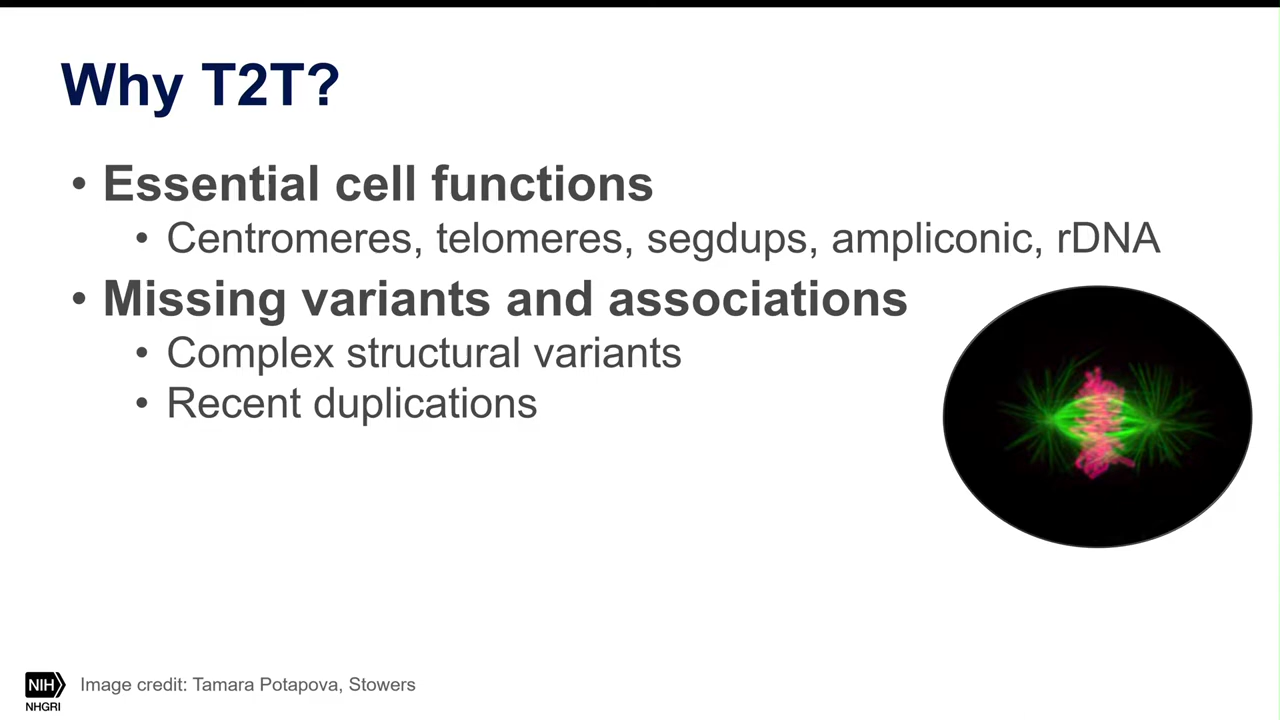 Why T2T?
• Essential cell functions
• Centromeres, telomeres, segdups, ampliconic, rDNA
• Missing variants and associations
• Complex structural variants
• Recent duplications
NIH
NHGRI
Image credit: Tamara Potapova, Stowers